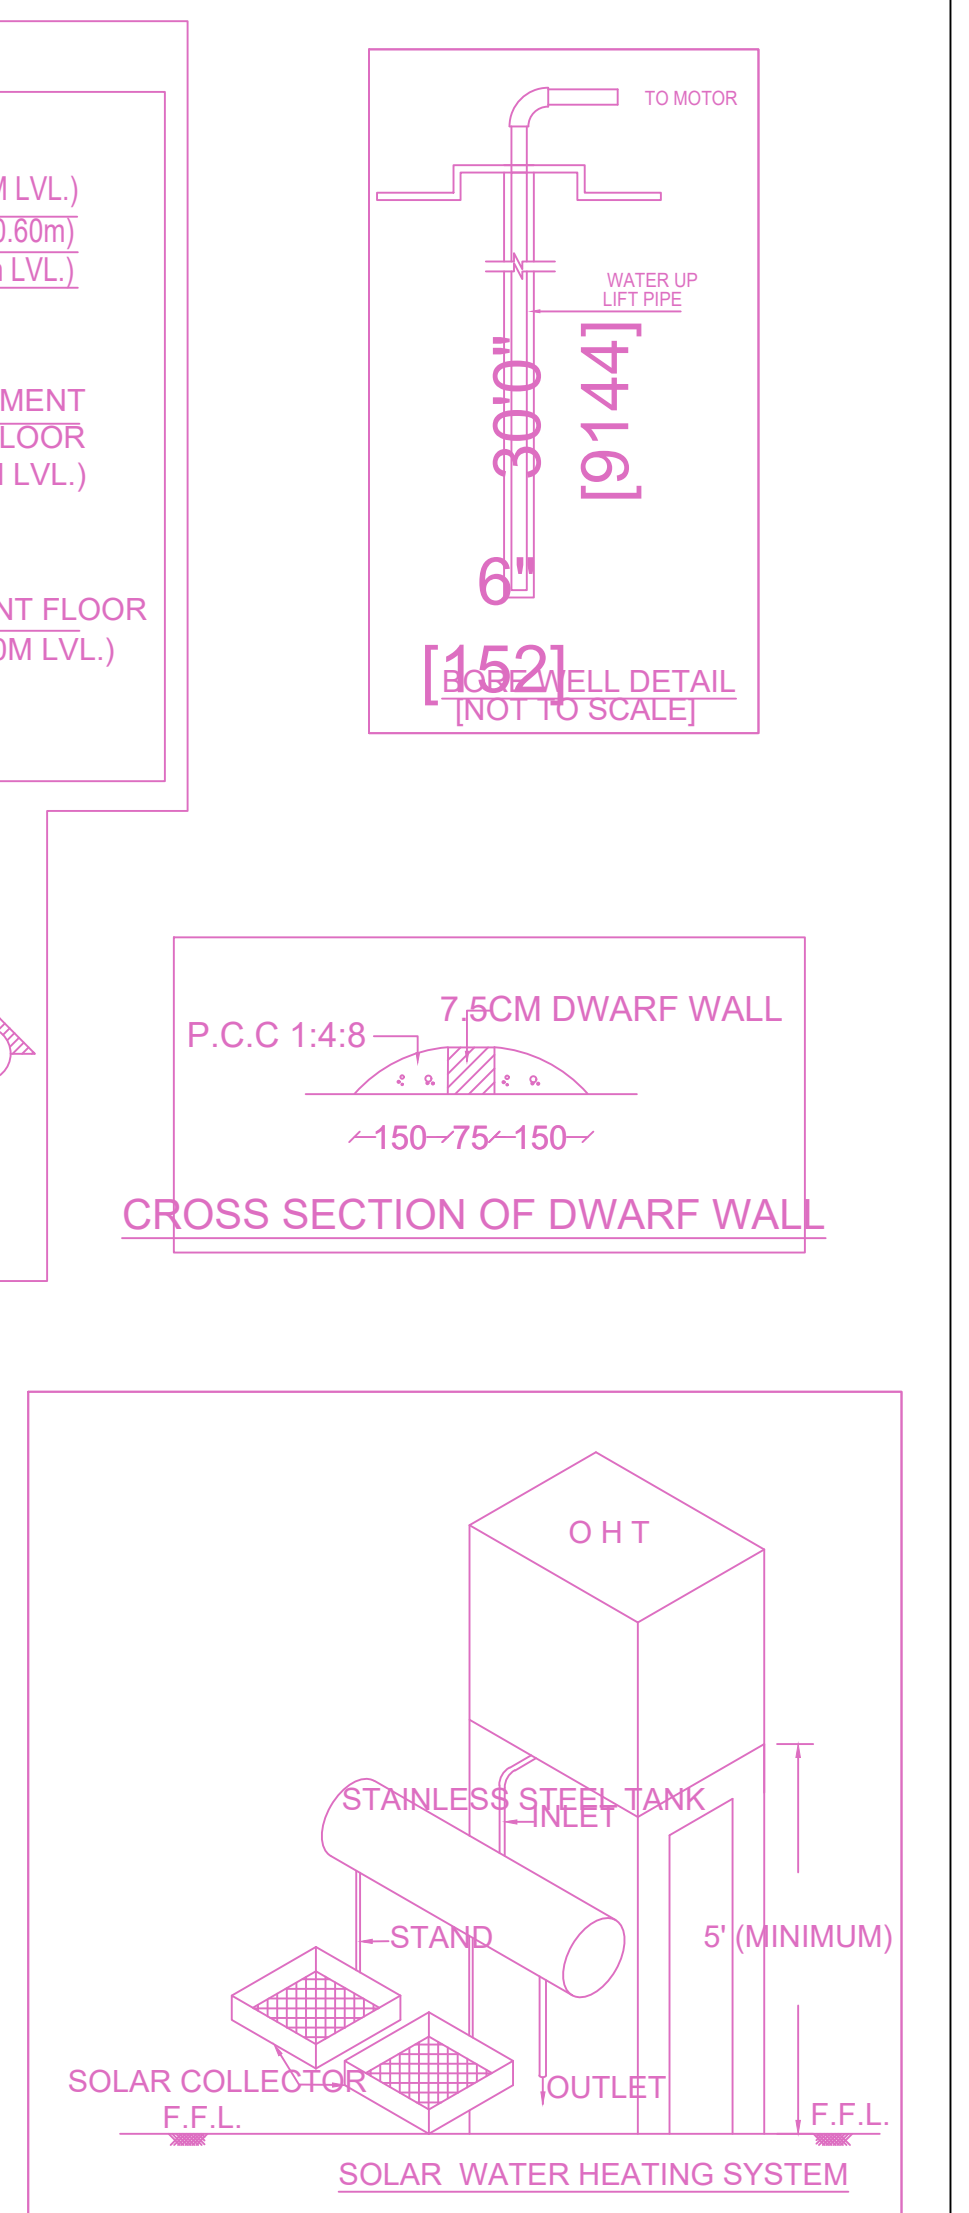 LVL.)
0.60m)
LVL.)
MENT
LOOR
LVL.)
NT FLOOR
0M LVL.)
TO MOTOR
WATER UP
LIFT PIPE
30'0"
[9144]
6"
[152]
BORE WELL DETAIL
[NOT TO SCALE]
7.5CM DWARF WALL
P.C.C 1:4:8
150 75 150
CROSS SECTION OF DWARF WALL
O H T
STAINLESS STEEL TANK
INLET
STAND
5' (MINIMUM)
SOLAR COLLECTOR
OUTLET
F.F.L.
F.F.L.
SOLAR WATER HEATING SYSTEM